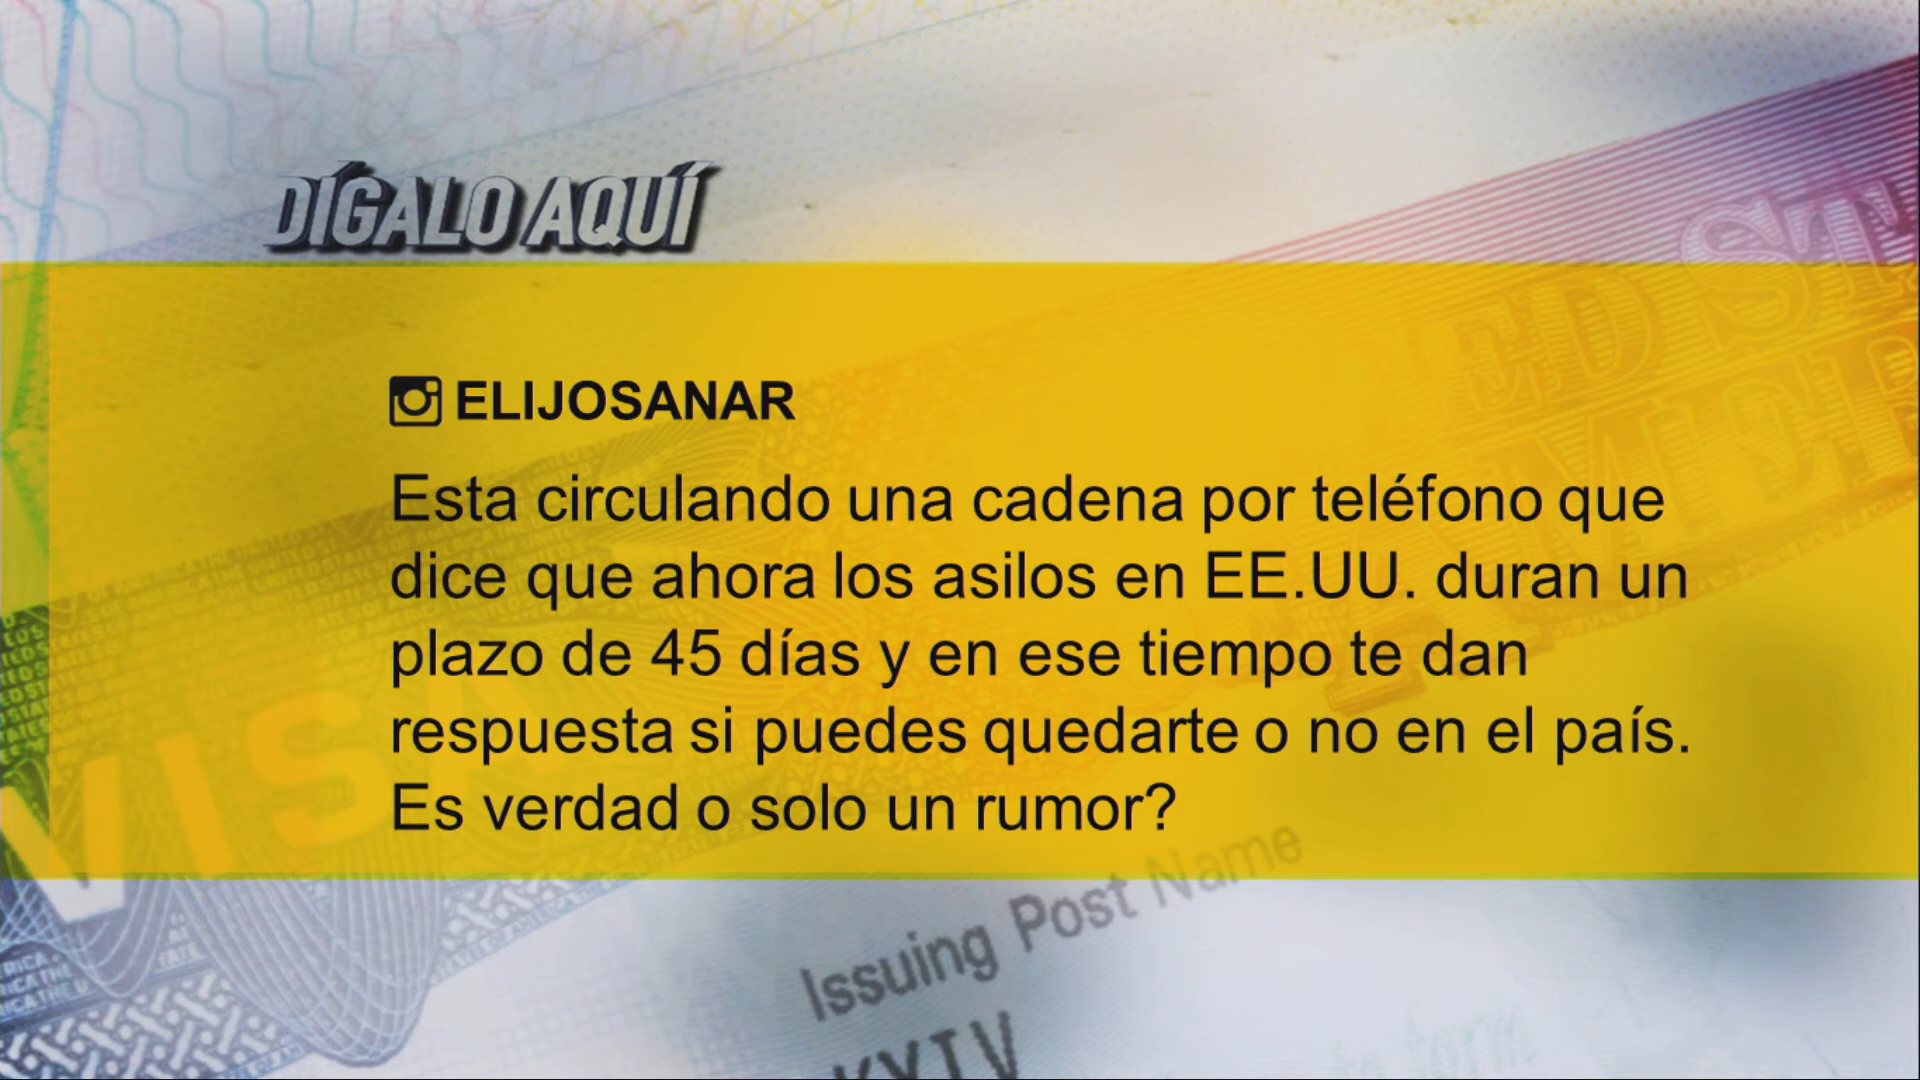 DÍGALO AQUÍ
ELIJOSANAR
Esta circulando una cadena por teléfono que
dice que ahora los asilos en EE.UU. duran un
plazo de 45 días y en ese tiempo te dan
respuesta si puedes quedarte o no en el país.
Es verdad o solo un rumor?
VISA
Issuing Post Name
KYIV